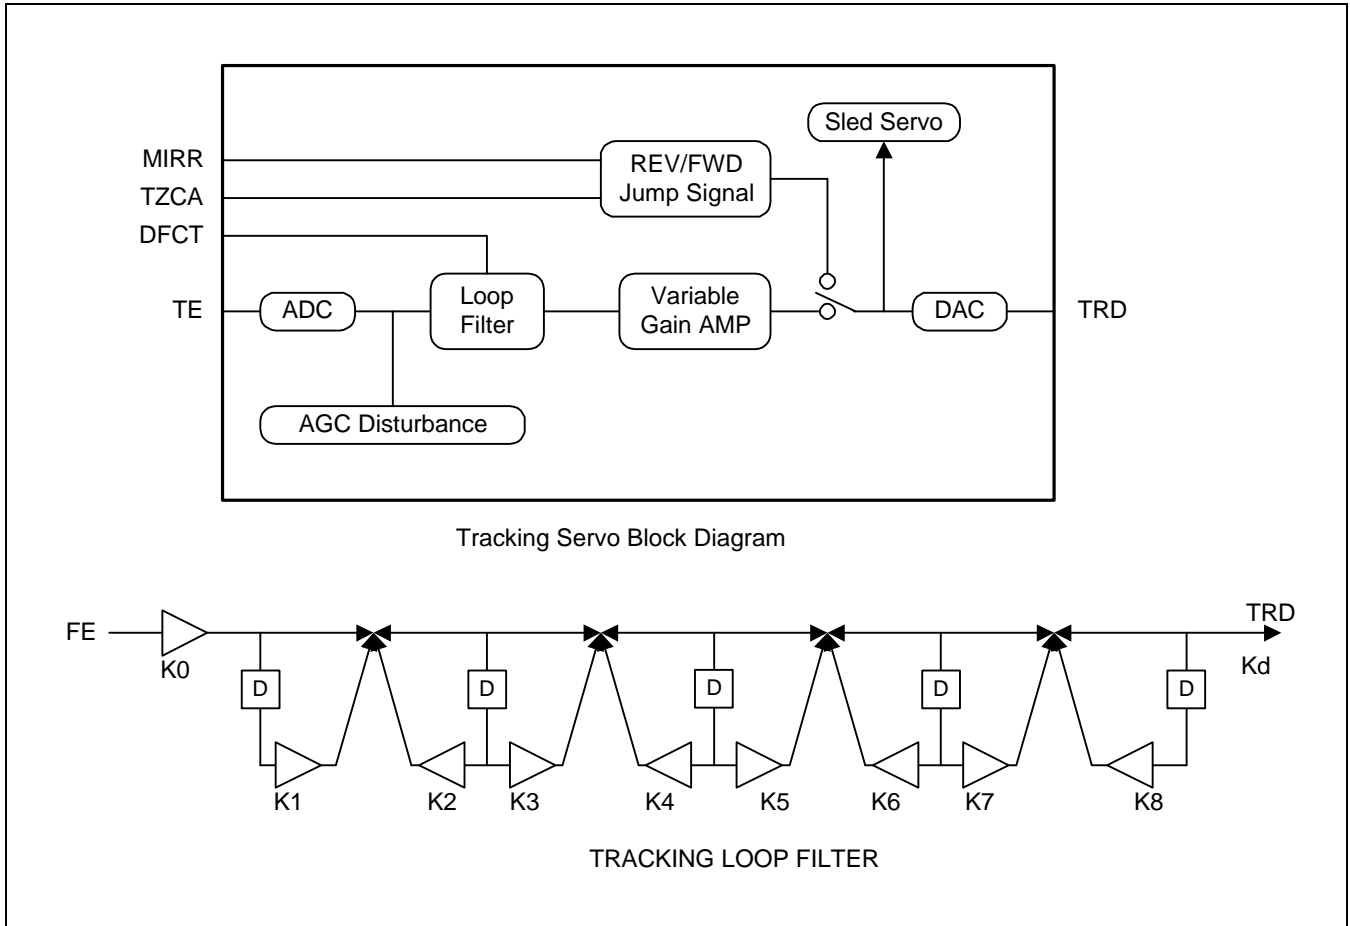 Sled Servo
MIRR
TZCA
DFCT
TE
REV/FWD
Jump Signal
ADC
Loop
Filter
Variable
Gain AMP
DAC
TRD
AGC Disturbance
Tracking Servo Block Diagram
FE
K0
TRD
Kd
D
D
D
D
D
K1
K2
K3
K4
K5
K6
K7
K8
TRACKING LOOP FILTER